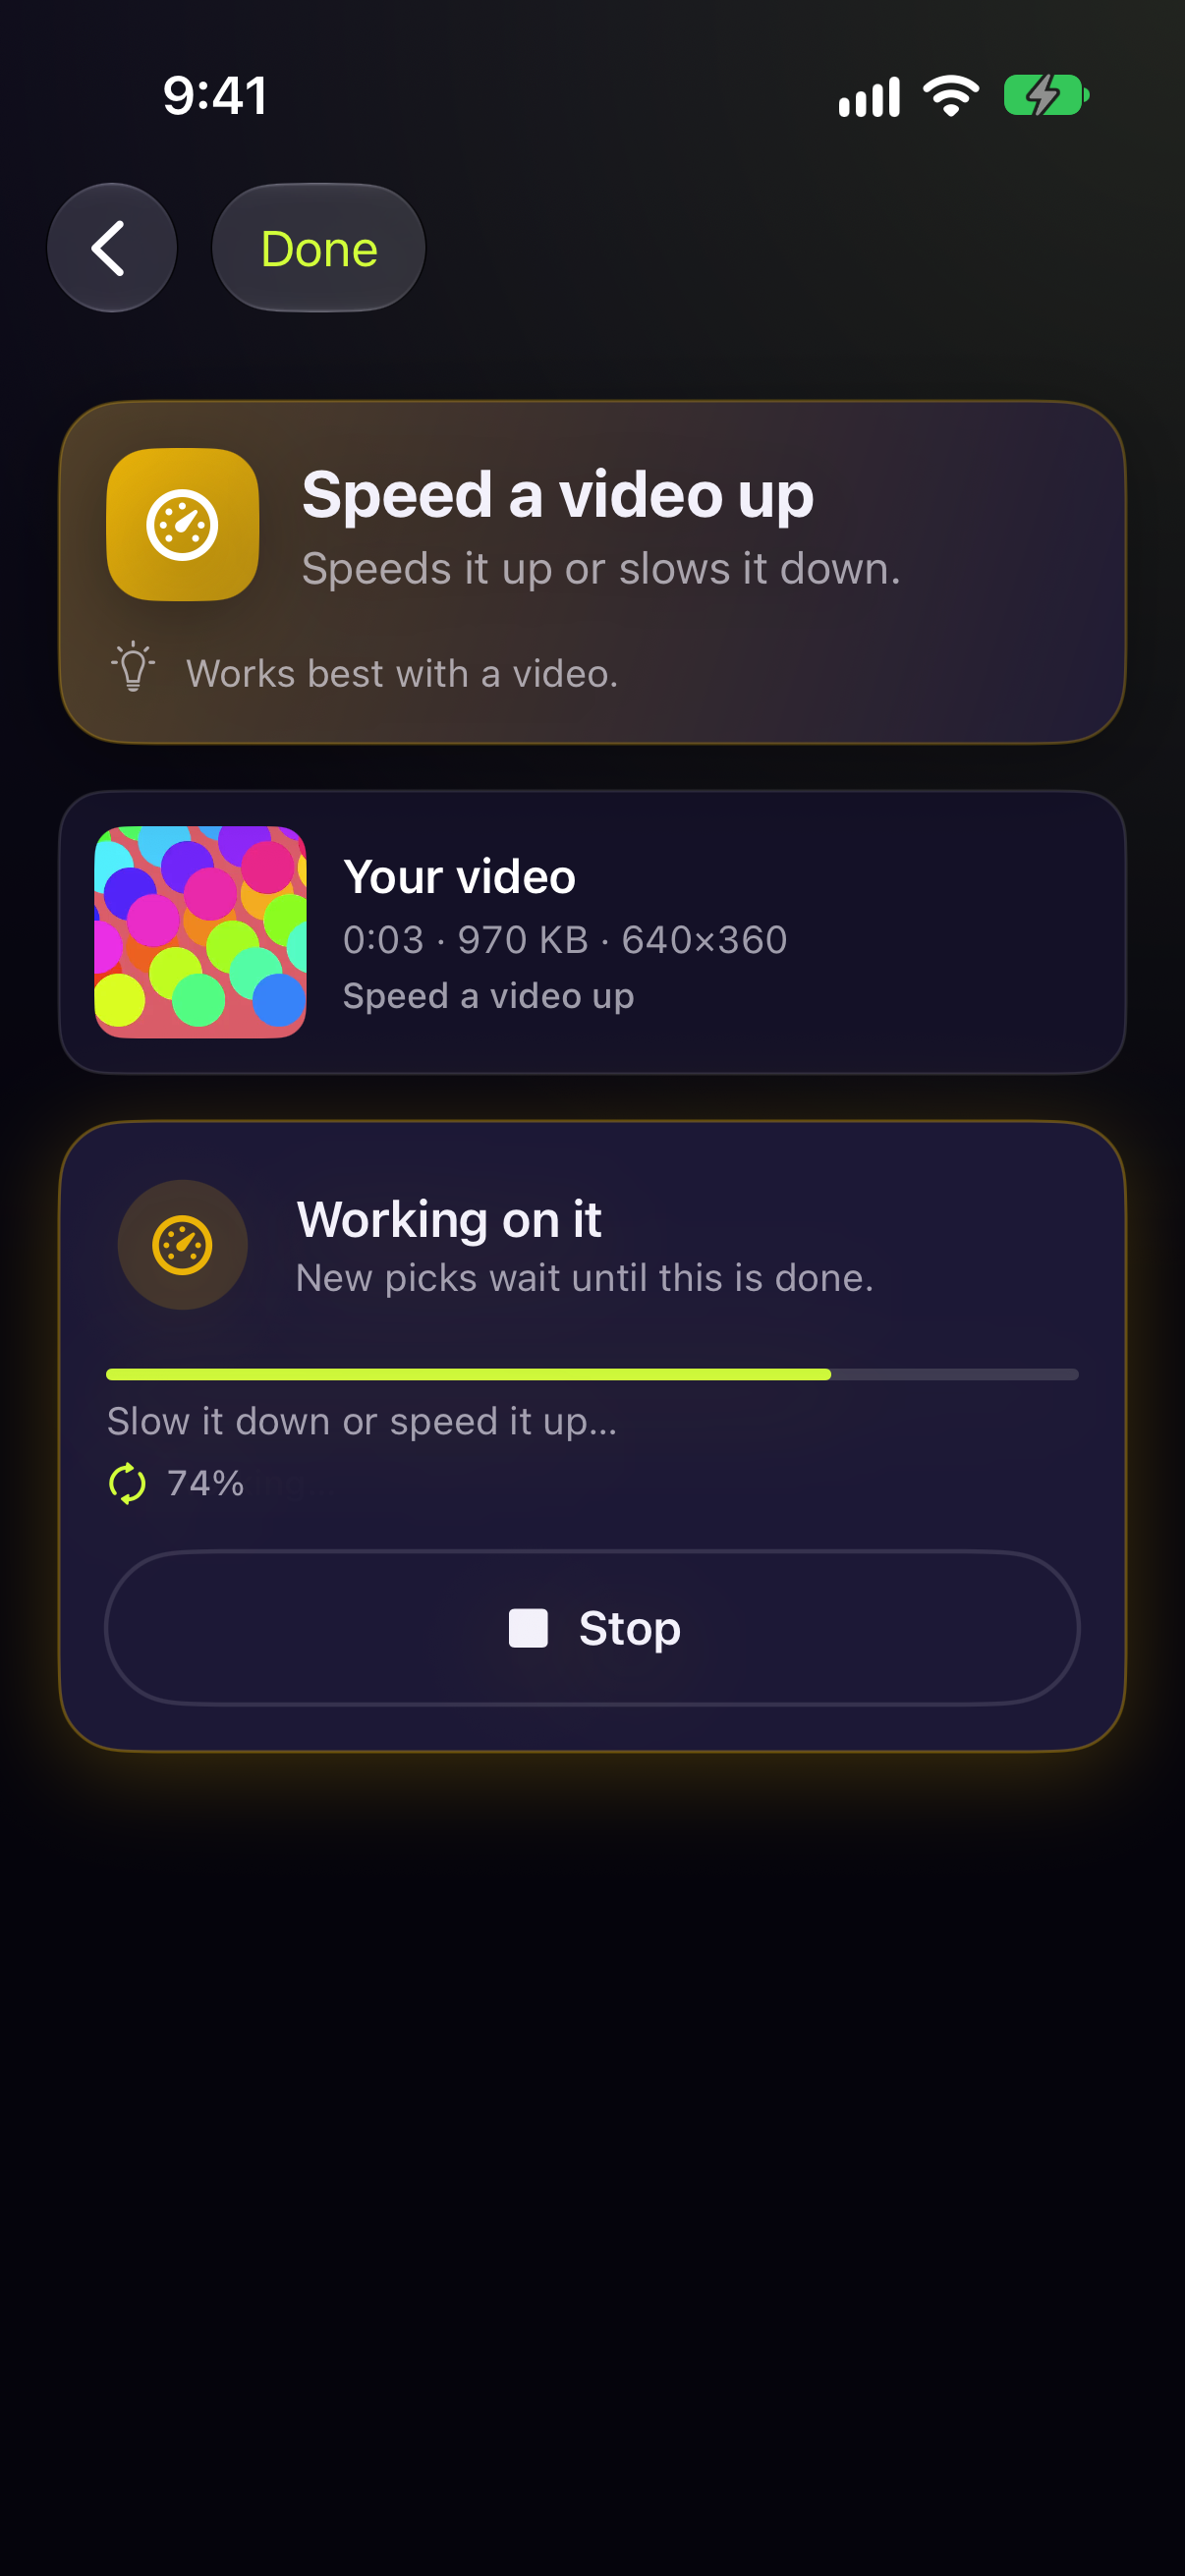 9:41
Done
Speed a video up
Speeds it up or slows it down.
Works best with a video.
Your video
0:03 · 970 KB · 640×360
Speed a video up
Working on it
New picks wait until this is done.
Slow it down or speed it up...
74%
Stop